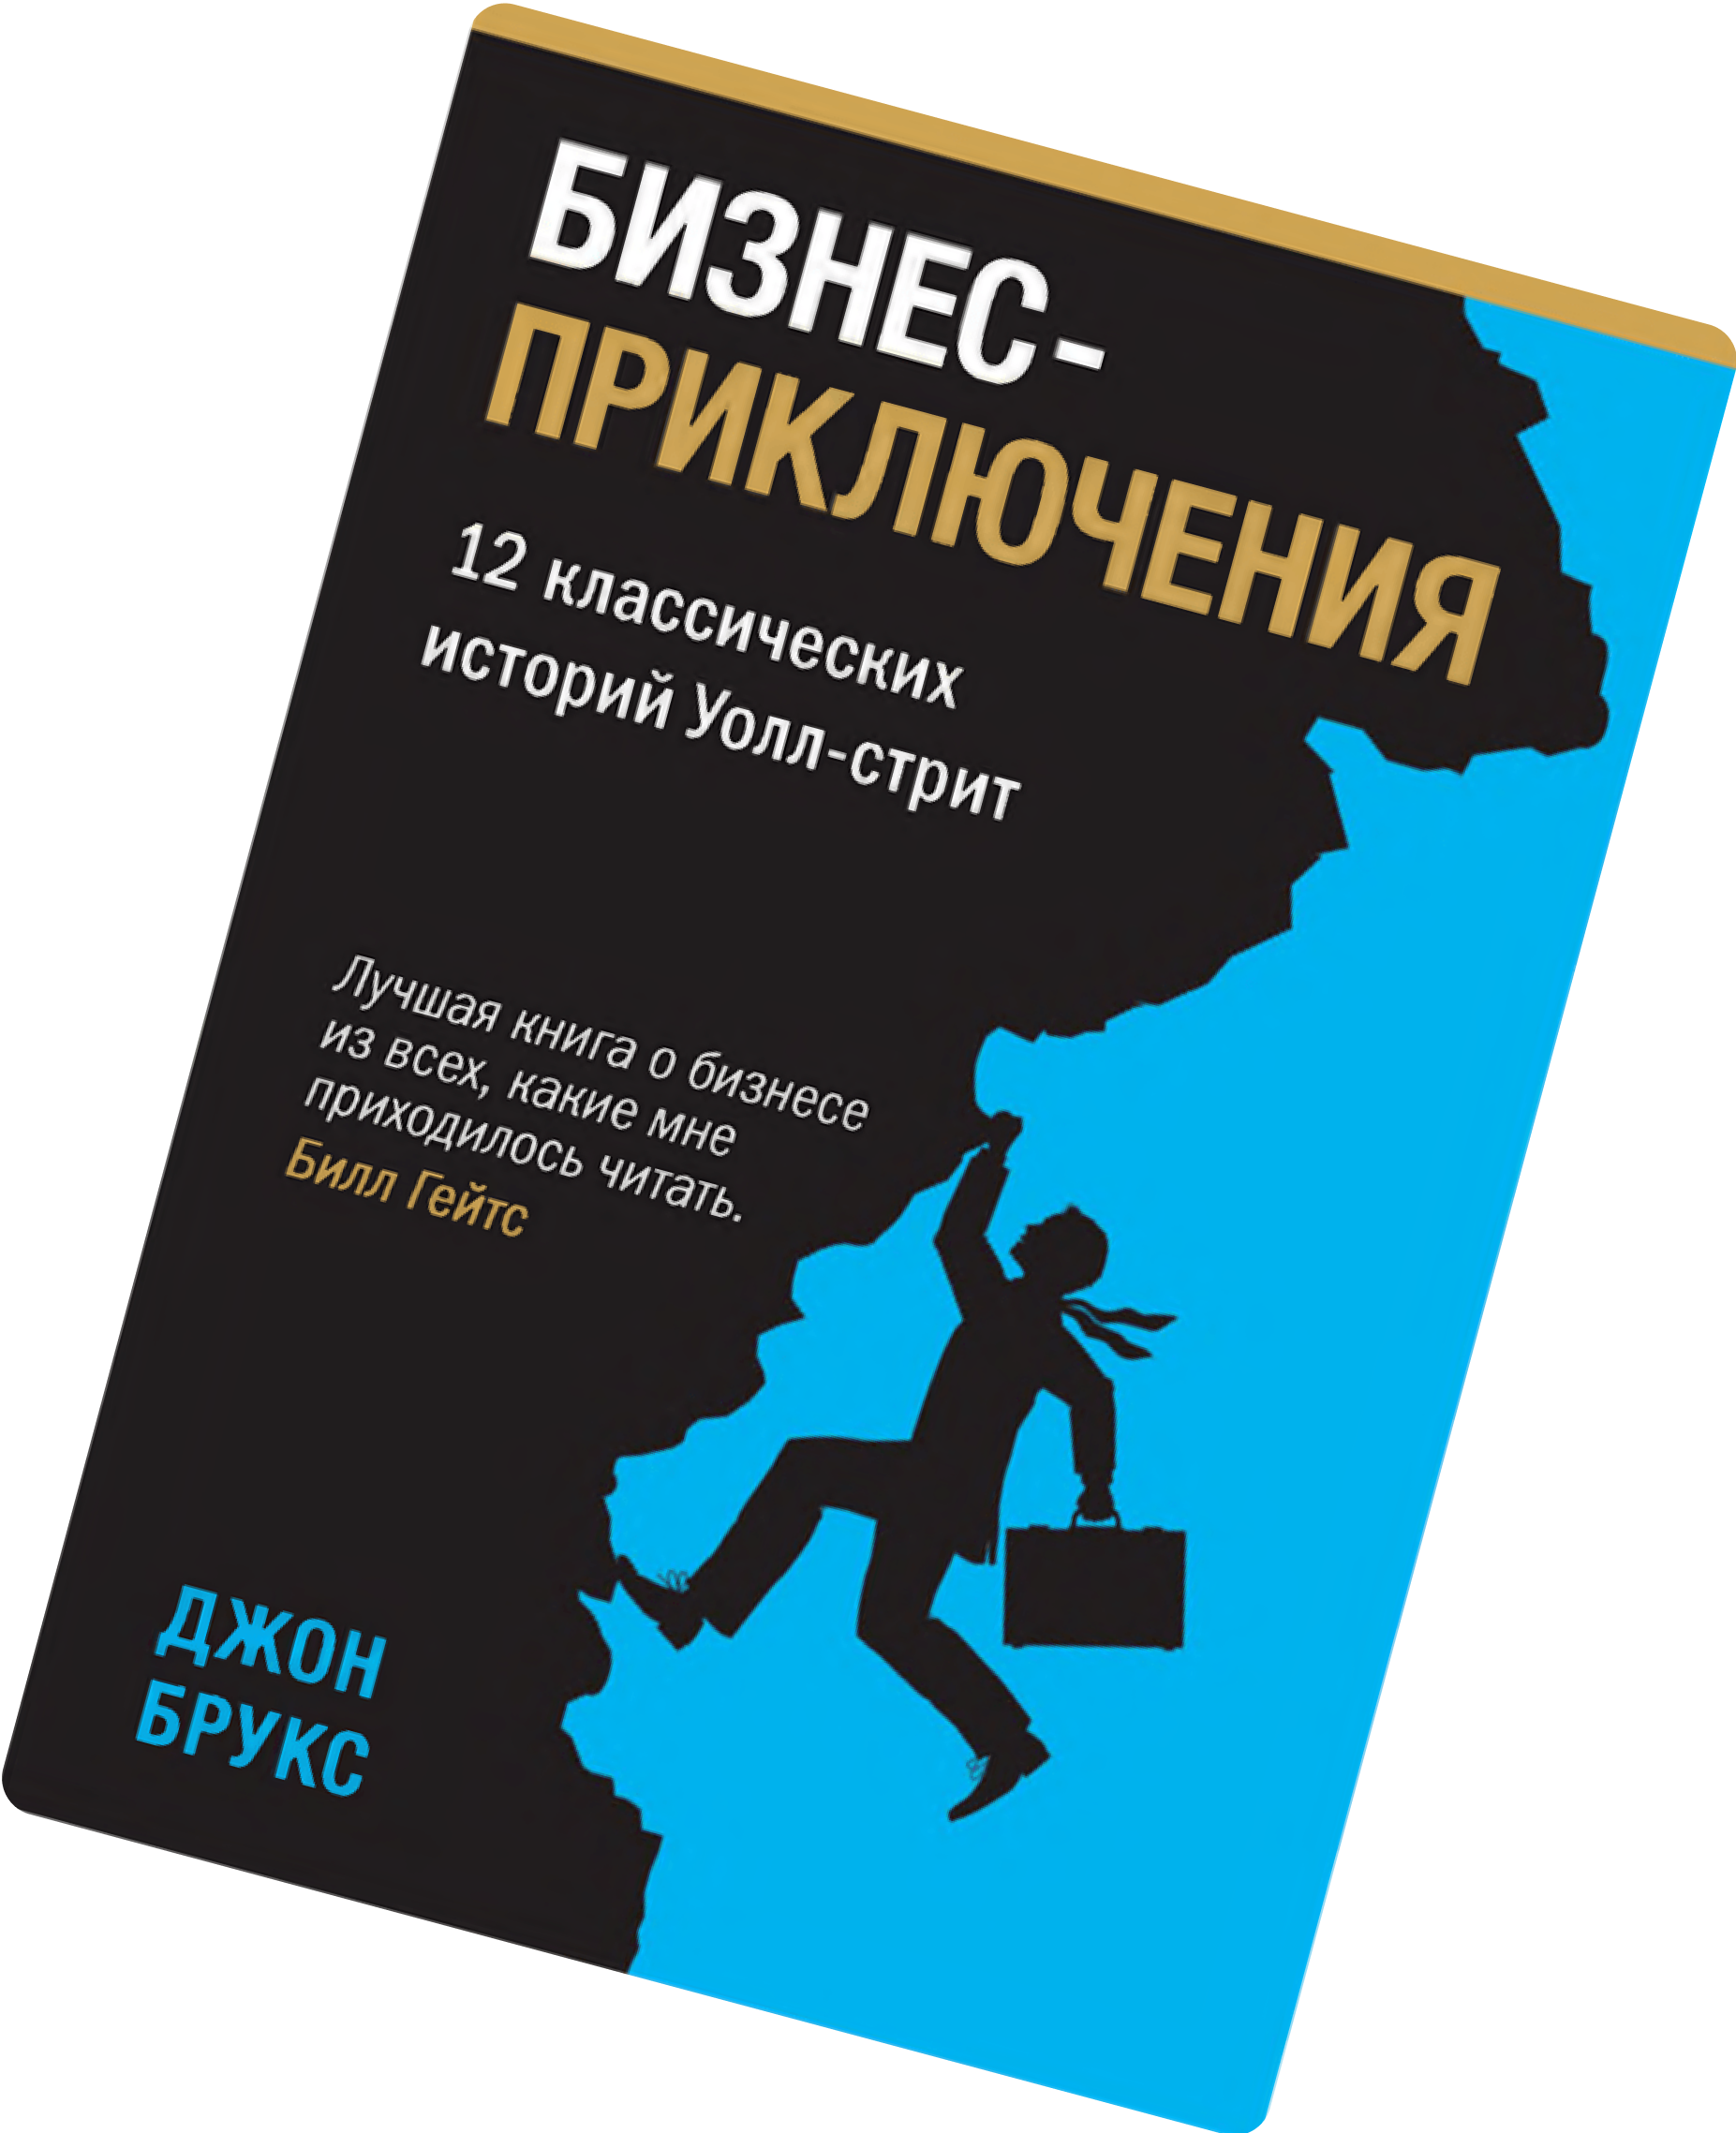 БИЗНЕС-
ПРИКЛЮЧЕНИЯ
12 классических
историй Уолл-стрит
Лучшая книга о бизнесе
из всех, какие мне
приходилось читать.
Билл Гейтс
ДЖОН
БРУКС